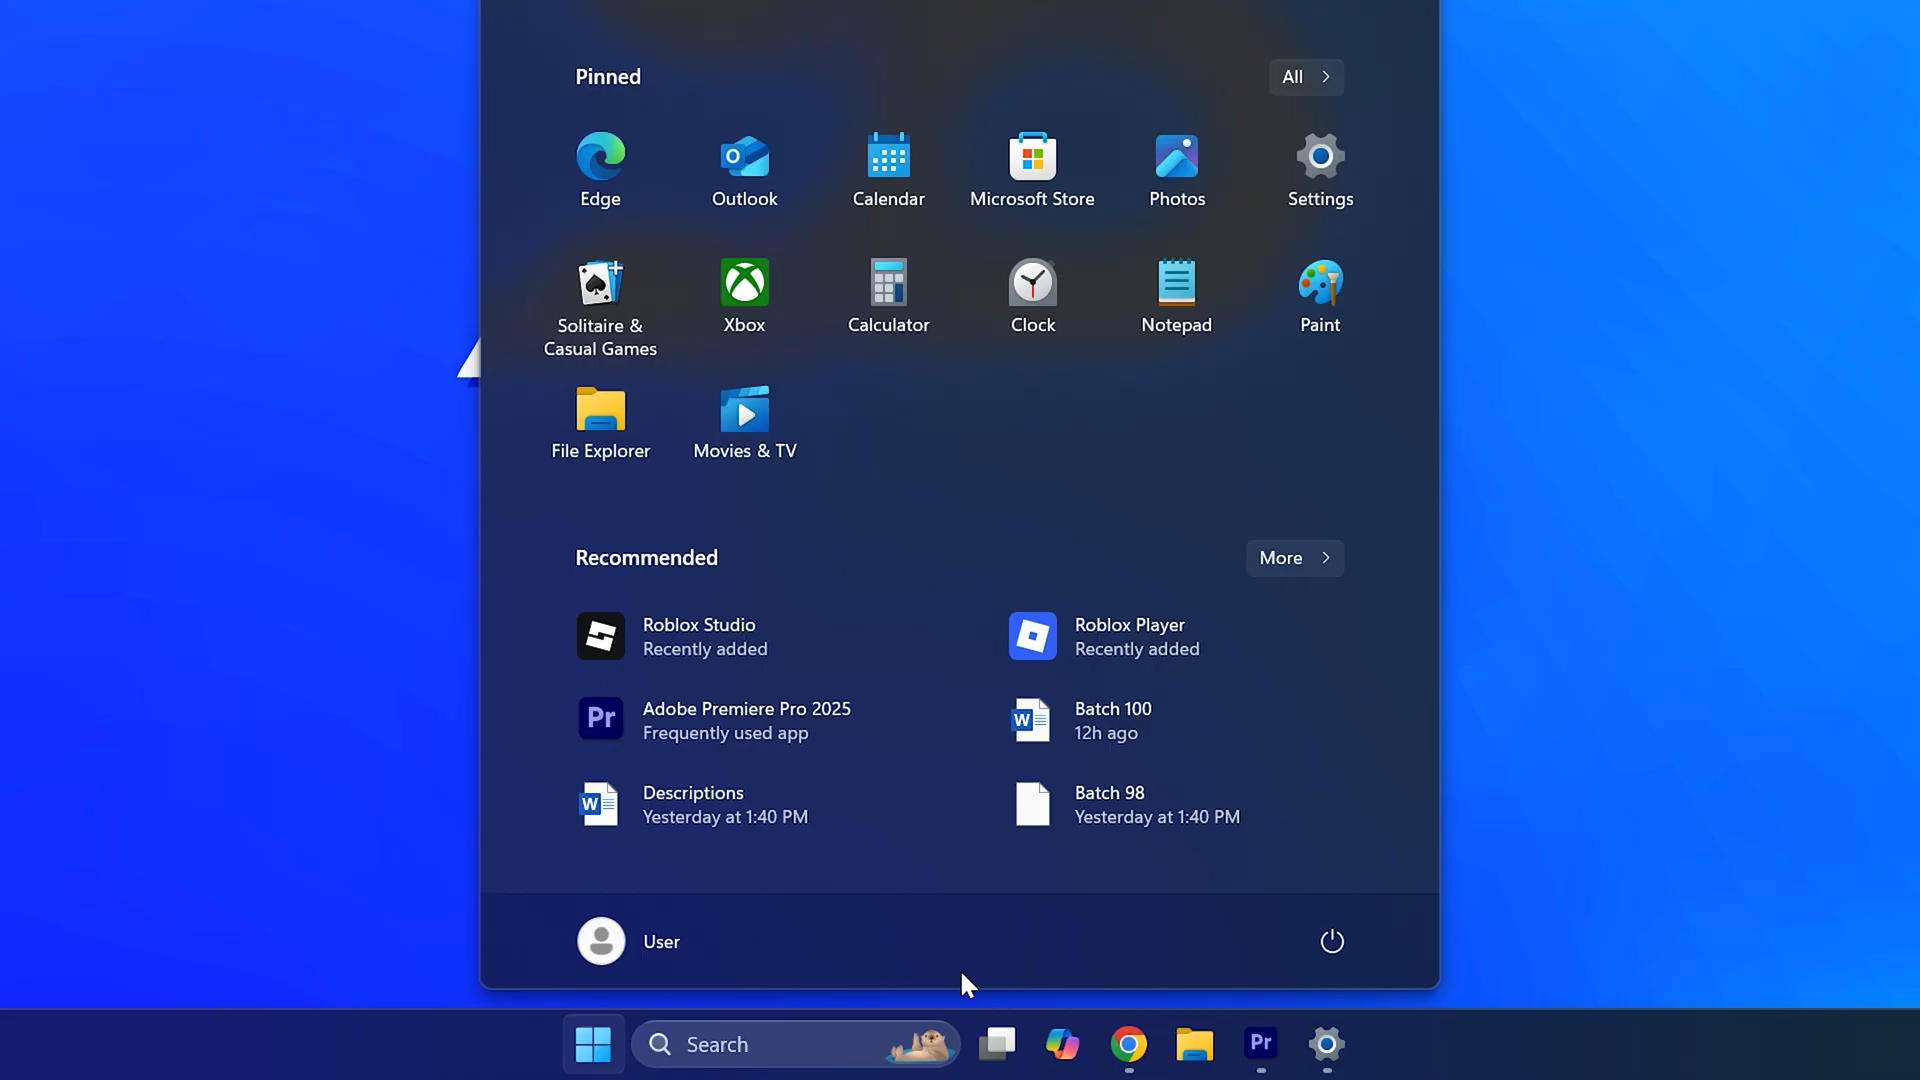 Pinned
All
Edge
Outlook
Calendar
Microsoft Store
Photos
Settings
Solitaire &
Casual Games
Xbox
Calculator
Clock
Notepad
Paint
File Explorer
Movies & TV
Recommended
More
Roblox Studio
Recently added
Roblox Player
Recently added
Pr
Adobe Premiere Pro 2025
Frequently used app
W
Batch 100
12h ago
W
Descriptions
Yesterday at 1:40 PM
Batch 98
Yesterday at 1:40 PM
User
Search
Pr